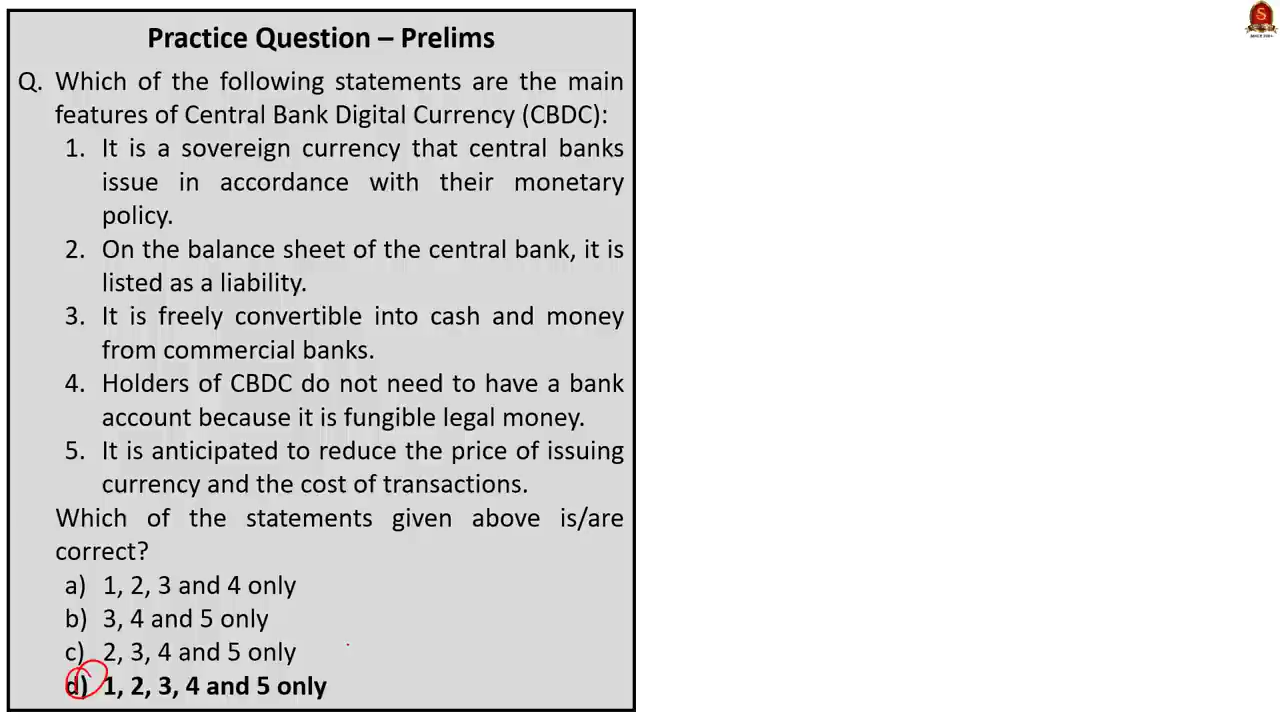 Practice Question – Prelims
Q. Which of the following statements are the main
features of Central Bank Digital Currency (CBDC):
1. It is a sovereign currency that central banks
issue in accordance with their monetary
policy.
2. On the balance sheet of the central bank, it is
listed as a liability.
3. It is freely convertible into cash and money
from commercial banks.
4. Holders of CBDC do not need to have a bank
account because it is fungible legal money.
5. It is anticipated to reduce the price of issuing
currency and the cost of transactions.
Which of the statements given above is/are
correct?
a) 1, 2, 3 and 4 only
b) 3, 4 and 5 only
c) 2, 3, 4 and 5 only
d) 1, 2, 3, 4 and 5 only
S